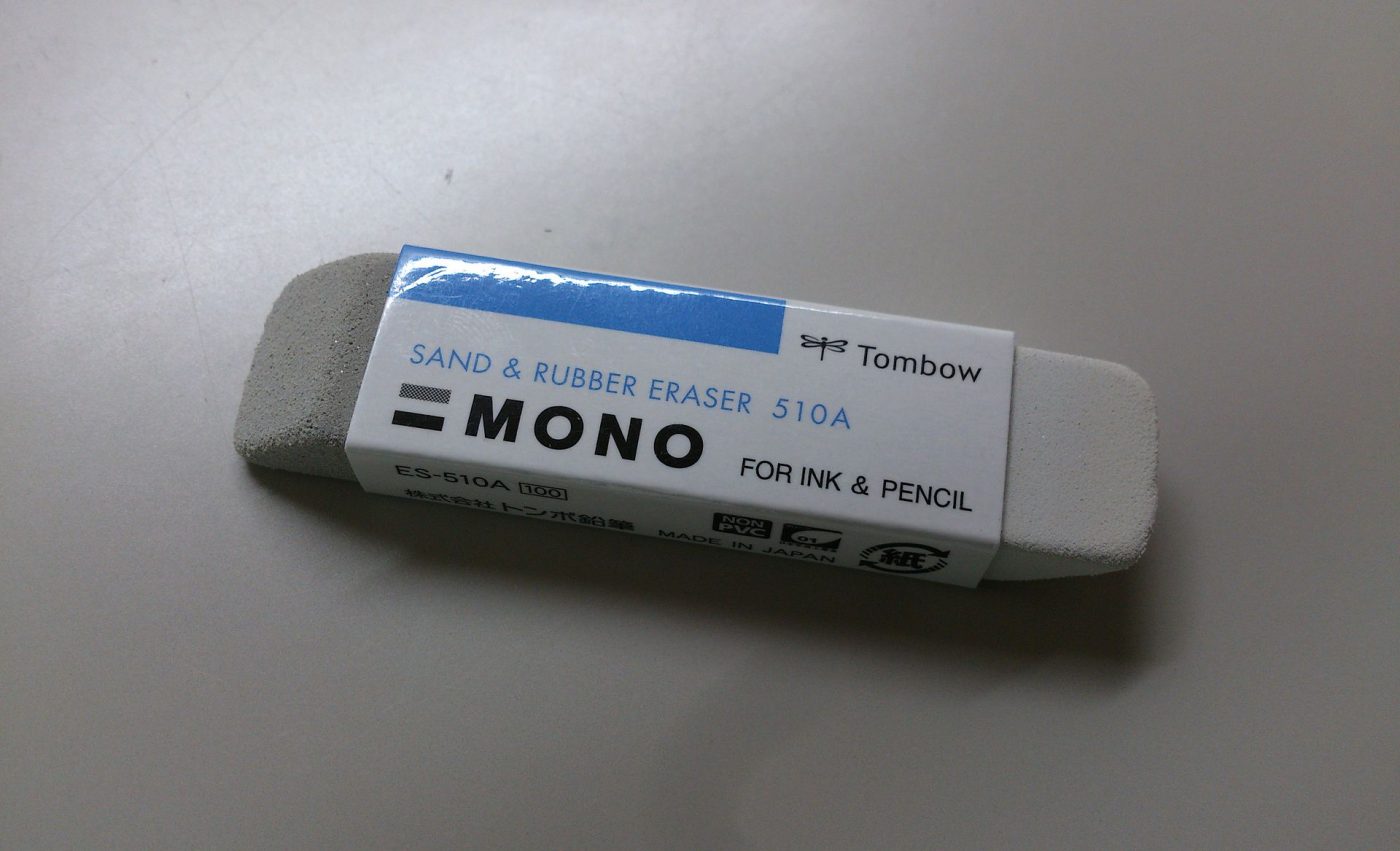 Tombow
SAND & RUBBER ERASER 510A
MONO
FOR INK & PENCIL
ES-510A 100
株式会社トンボ鉛筆
NON
PVC
01
MADE IN JAPAN
紙